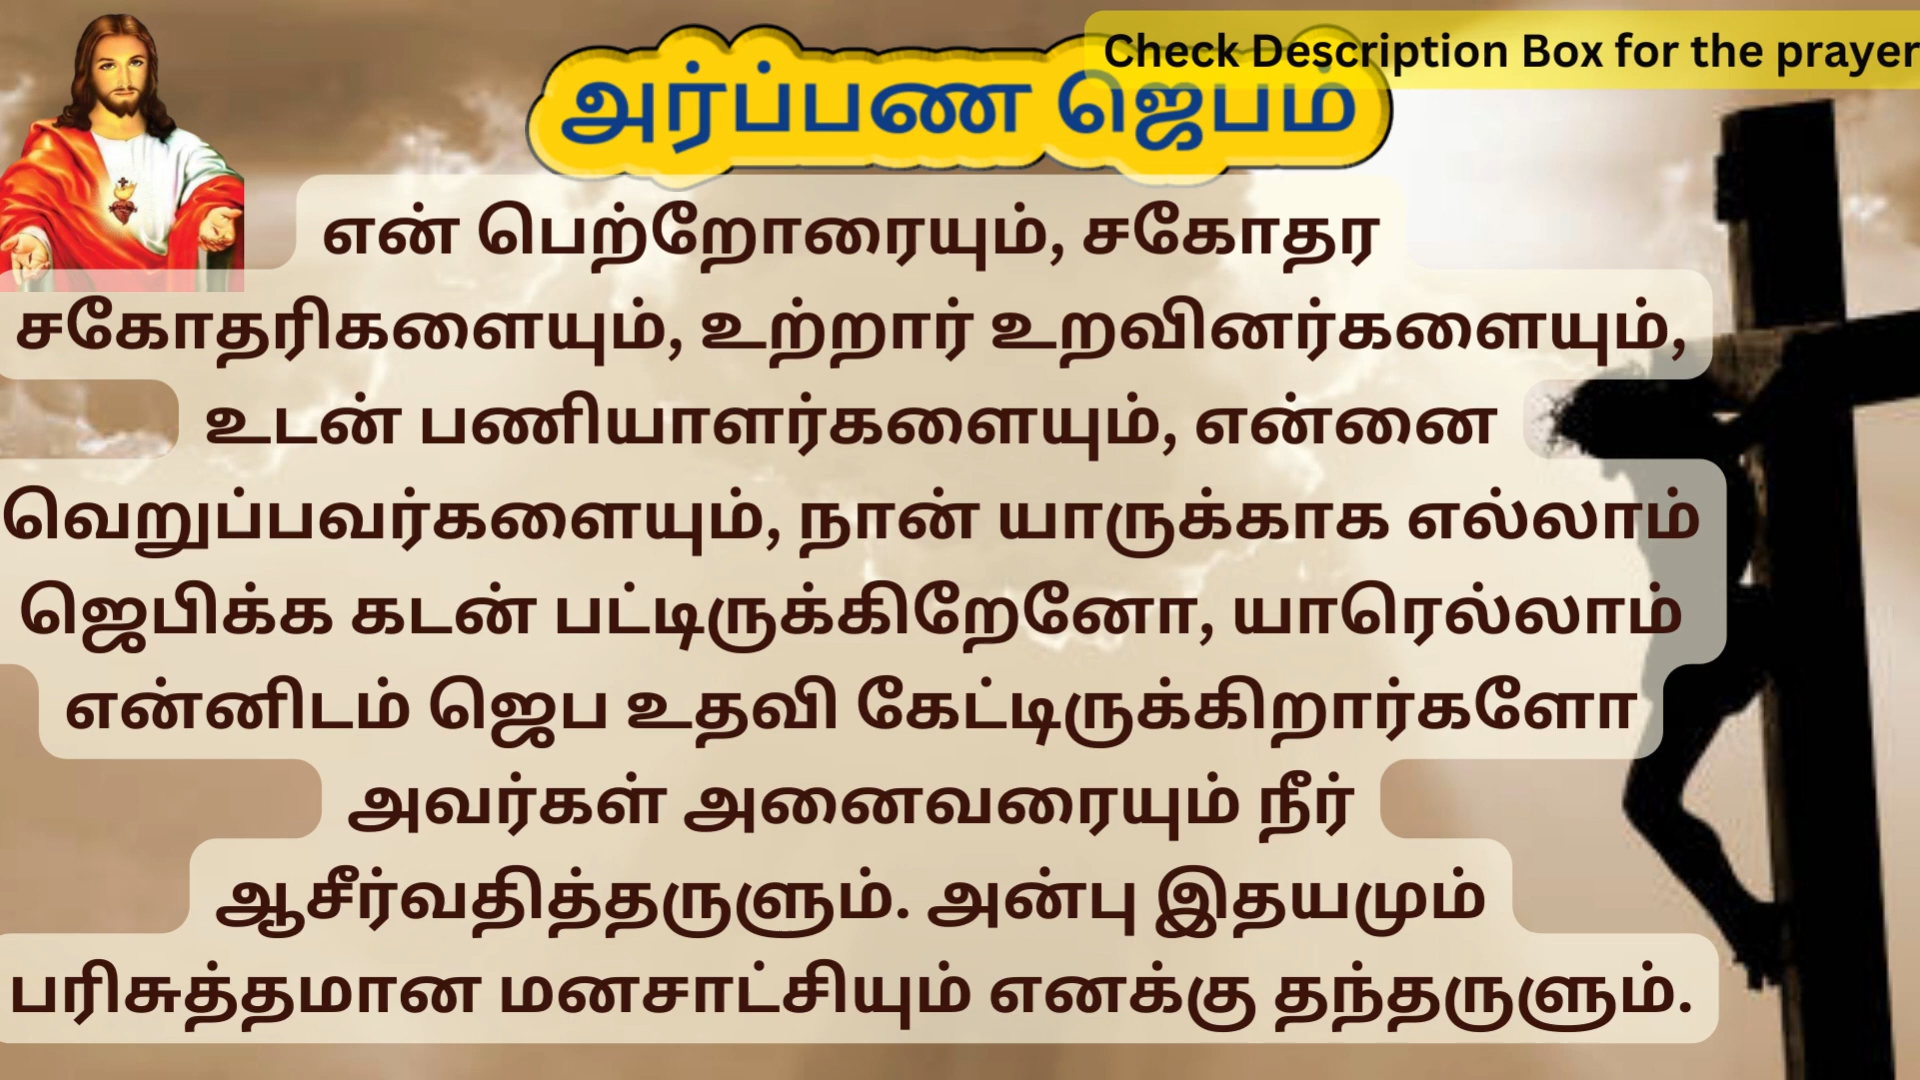 Check Description Box for the prayer
அர்ப்பண ஜெபம்
என் பெற்றோரையும், சகோதர
சகோதரிகளையும், உற்றார் உறவினர்களையும்,
உடன் பணியாளர்களையும், என்னை
வெறுப்பவர்களையும், நான் யாருக்காக எல்லாம்
ஜெபிக்க கடன் பட்டிருக்கிறேனோ, யாரெல்லாம்
என்னிடம் ஜெப உதவி கேட்டிருக்கிறார்களோ
அவர்கள் அனைவரையும் நீர்
ஆசீர்வதித்தருளும். அன்பு இதயமும்
பரிசுத்தமான மனசாட்சியும் எனக்கு தந்தருளும்.